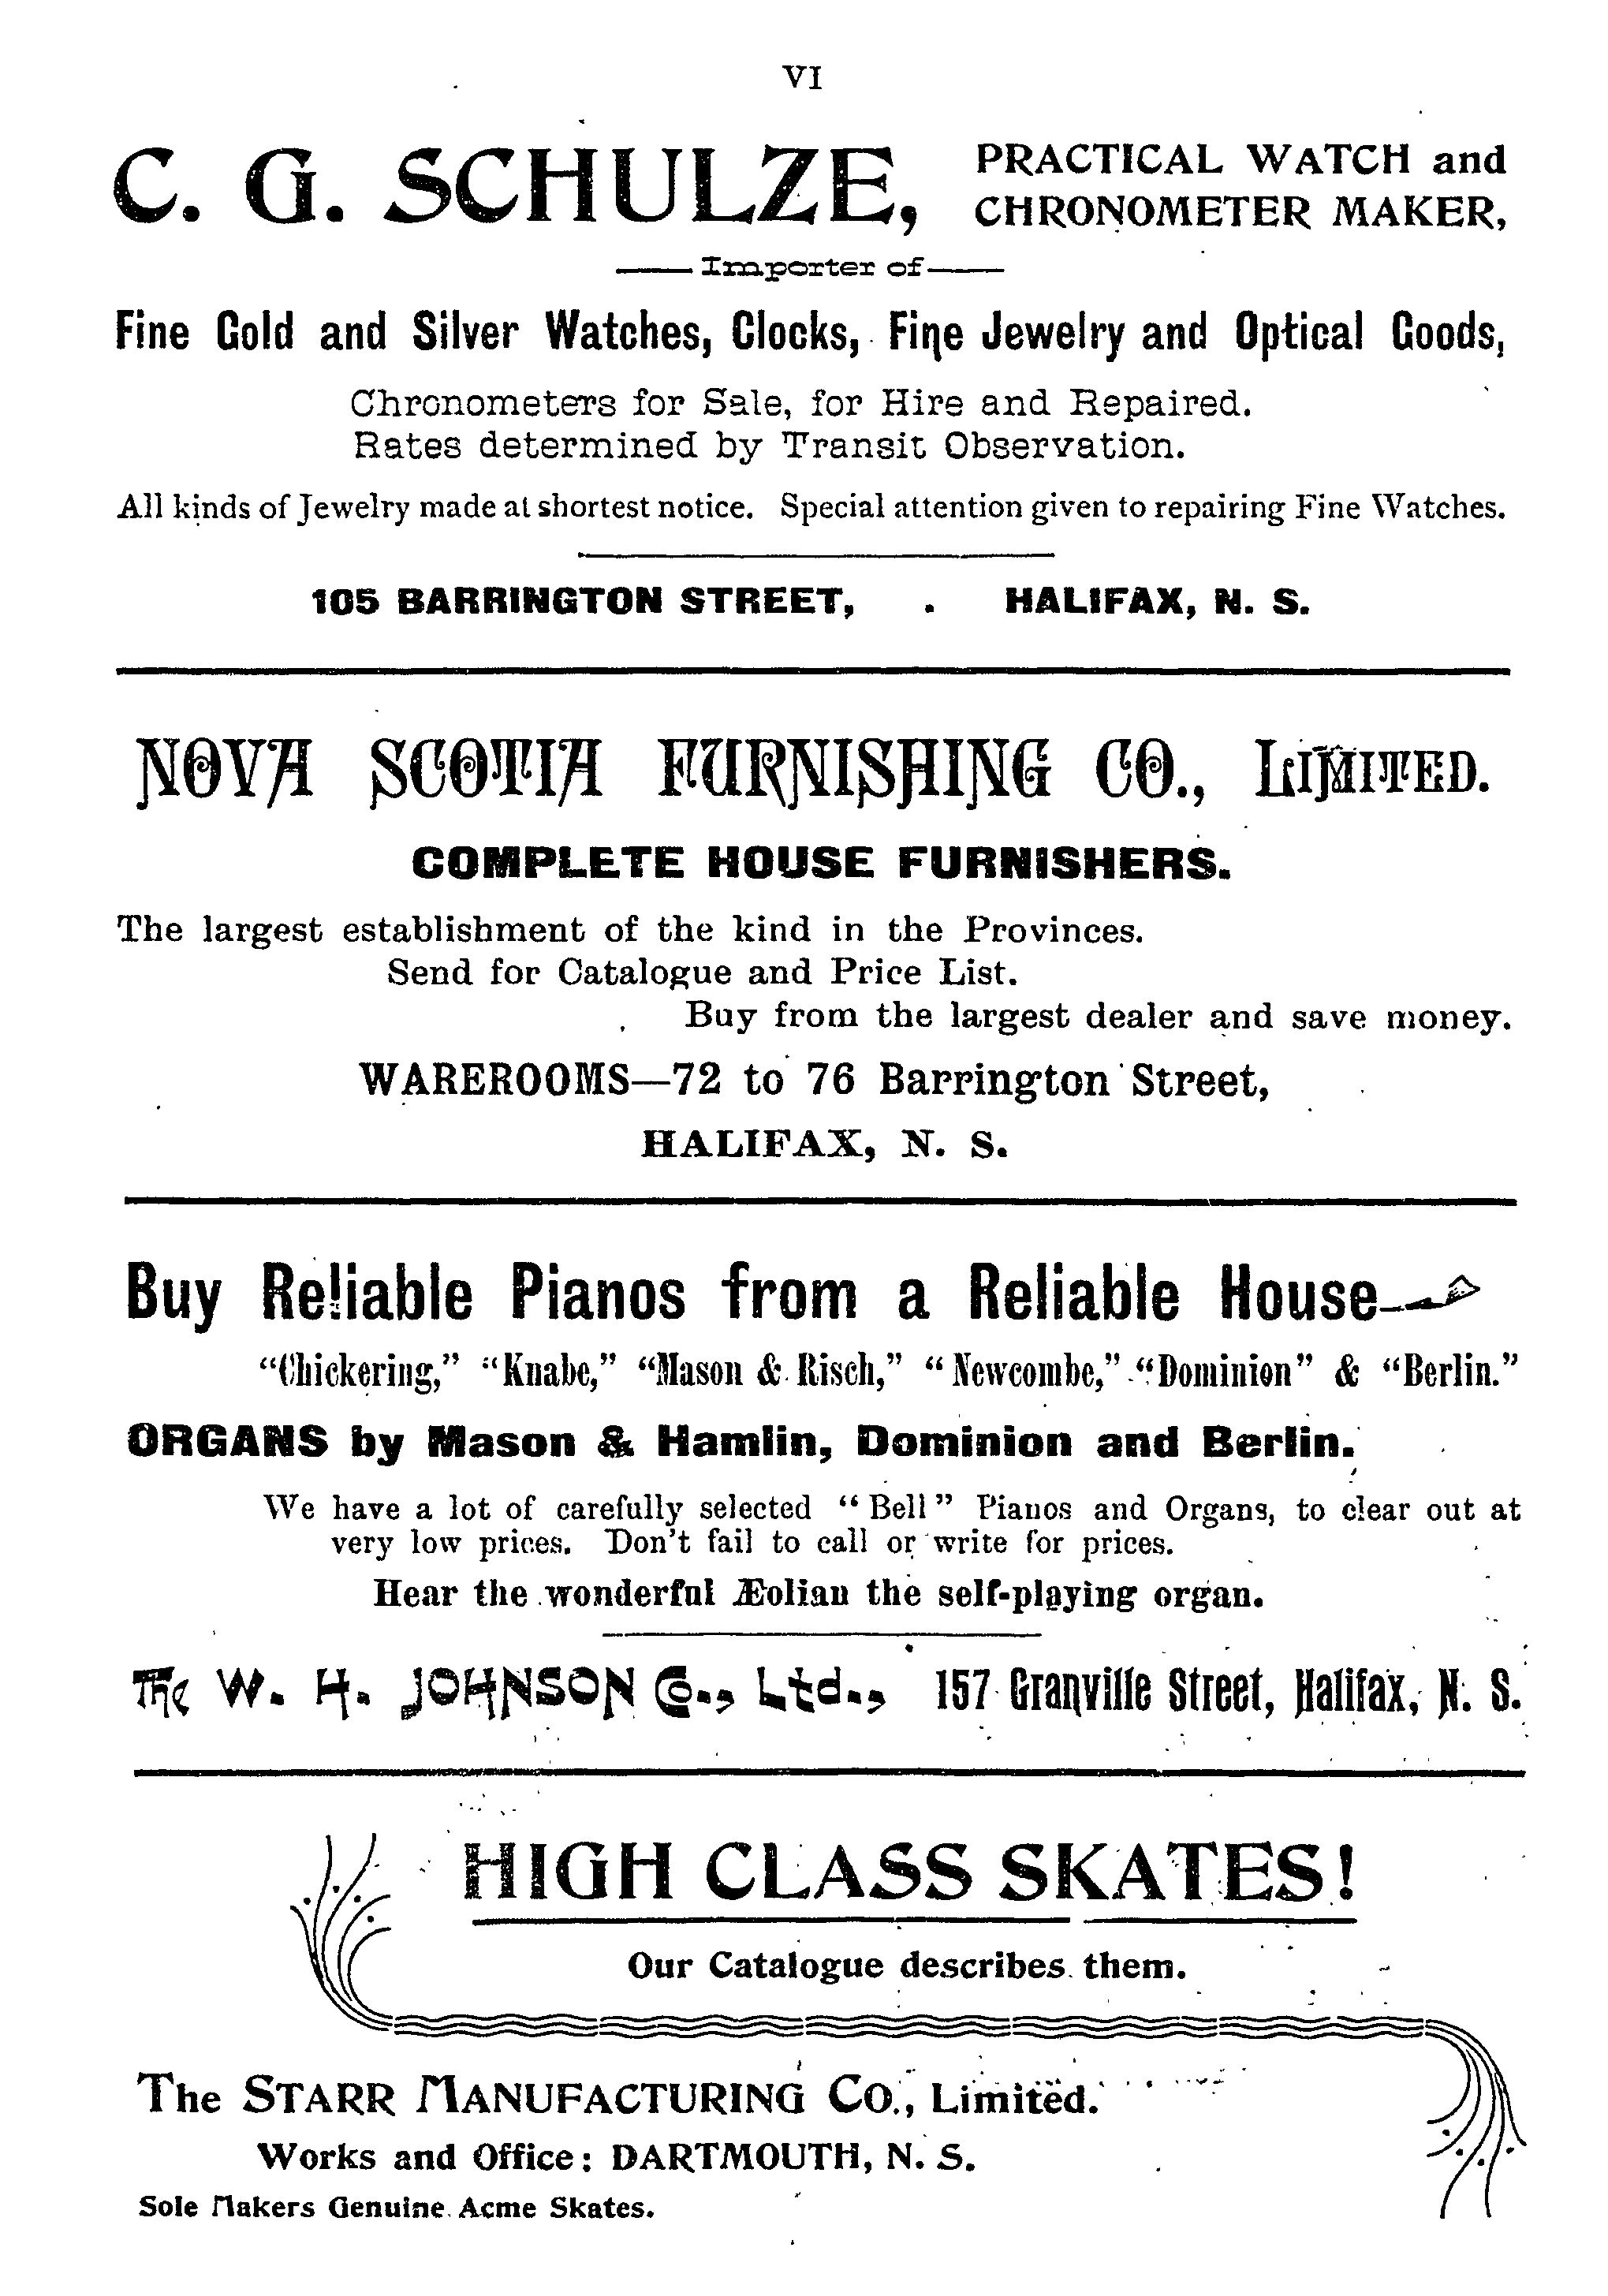 VI
C. G. SCHULZE, PRACTICAL WATCH and
CHRONOMETER MAKER,
Importer of
Fine Gold and Silver Watches, Clocks, Fine Jewelry and Optical Goods,
Chronometers for Sale, for Hire and Repaired.
Rates determined by Transit Observation.
All kinds of Jewelry made at shortest notice. Special attention given to repairing Fine Watches.
105 BARRINGTON STREET, . HALIFAX, N. S.
NOVA SCOTIA FURNISHING CO., LIMITED.
COMPLETE HOUSE FURNISHERS.
The largest establishment of the kind in the Provinces.
Send for Catalogue and Price List.
Buy from the largest dealer and save money.
WAREROOMS—72 to 76 Barrington Street,
HALIFAX, N. S.
Buy Reliable Pianos from a Reliable House
"Chickering," "Knabe," "Mason & Risch," "Newcombe," "Dominion" & "Berlin."
ORGANS by Mason & Hamlin, Dominion and Berlin.
We have a lot of carefully selected "Bell" Pianos and Organs, to clear out at
very low prices. Don't fail to call or write for prices.
Hear the wonderful Æolian the self-playing organ.
The W. H. JOHNSON Co., Ltd., 157 Granville Street, Halifax, N. S.
HIGH CLASS SKATES!
Our Catalogue describes them.
The STARR MANUFACTURING CO., Limited.
Works and Office: DARTMOUTH, N. S.
Sole Makers Genuine Acme Skates.